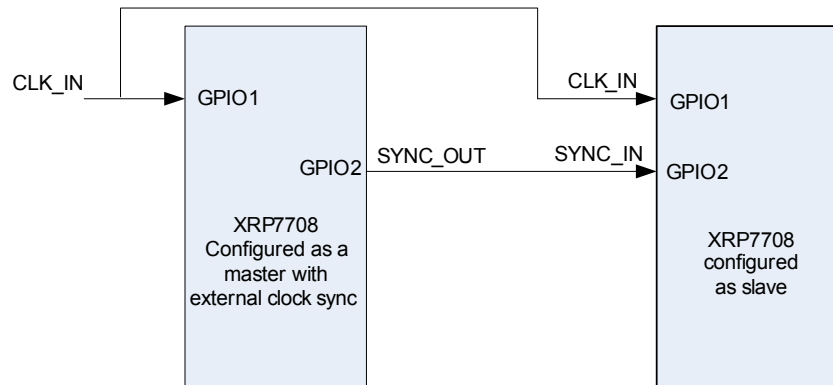 CLK_IN
GPIO1
GPIO2
SYNC_OUT
XRP7708
Configured as a
master with
external clock sync
CLK_IN
SYNC_IN
GPIO1
GPIO2
XRP7708
configured
as slave